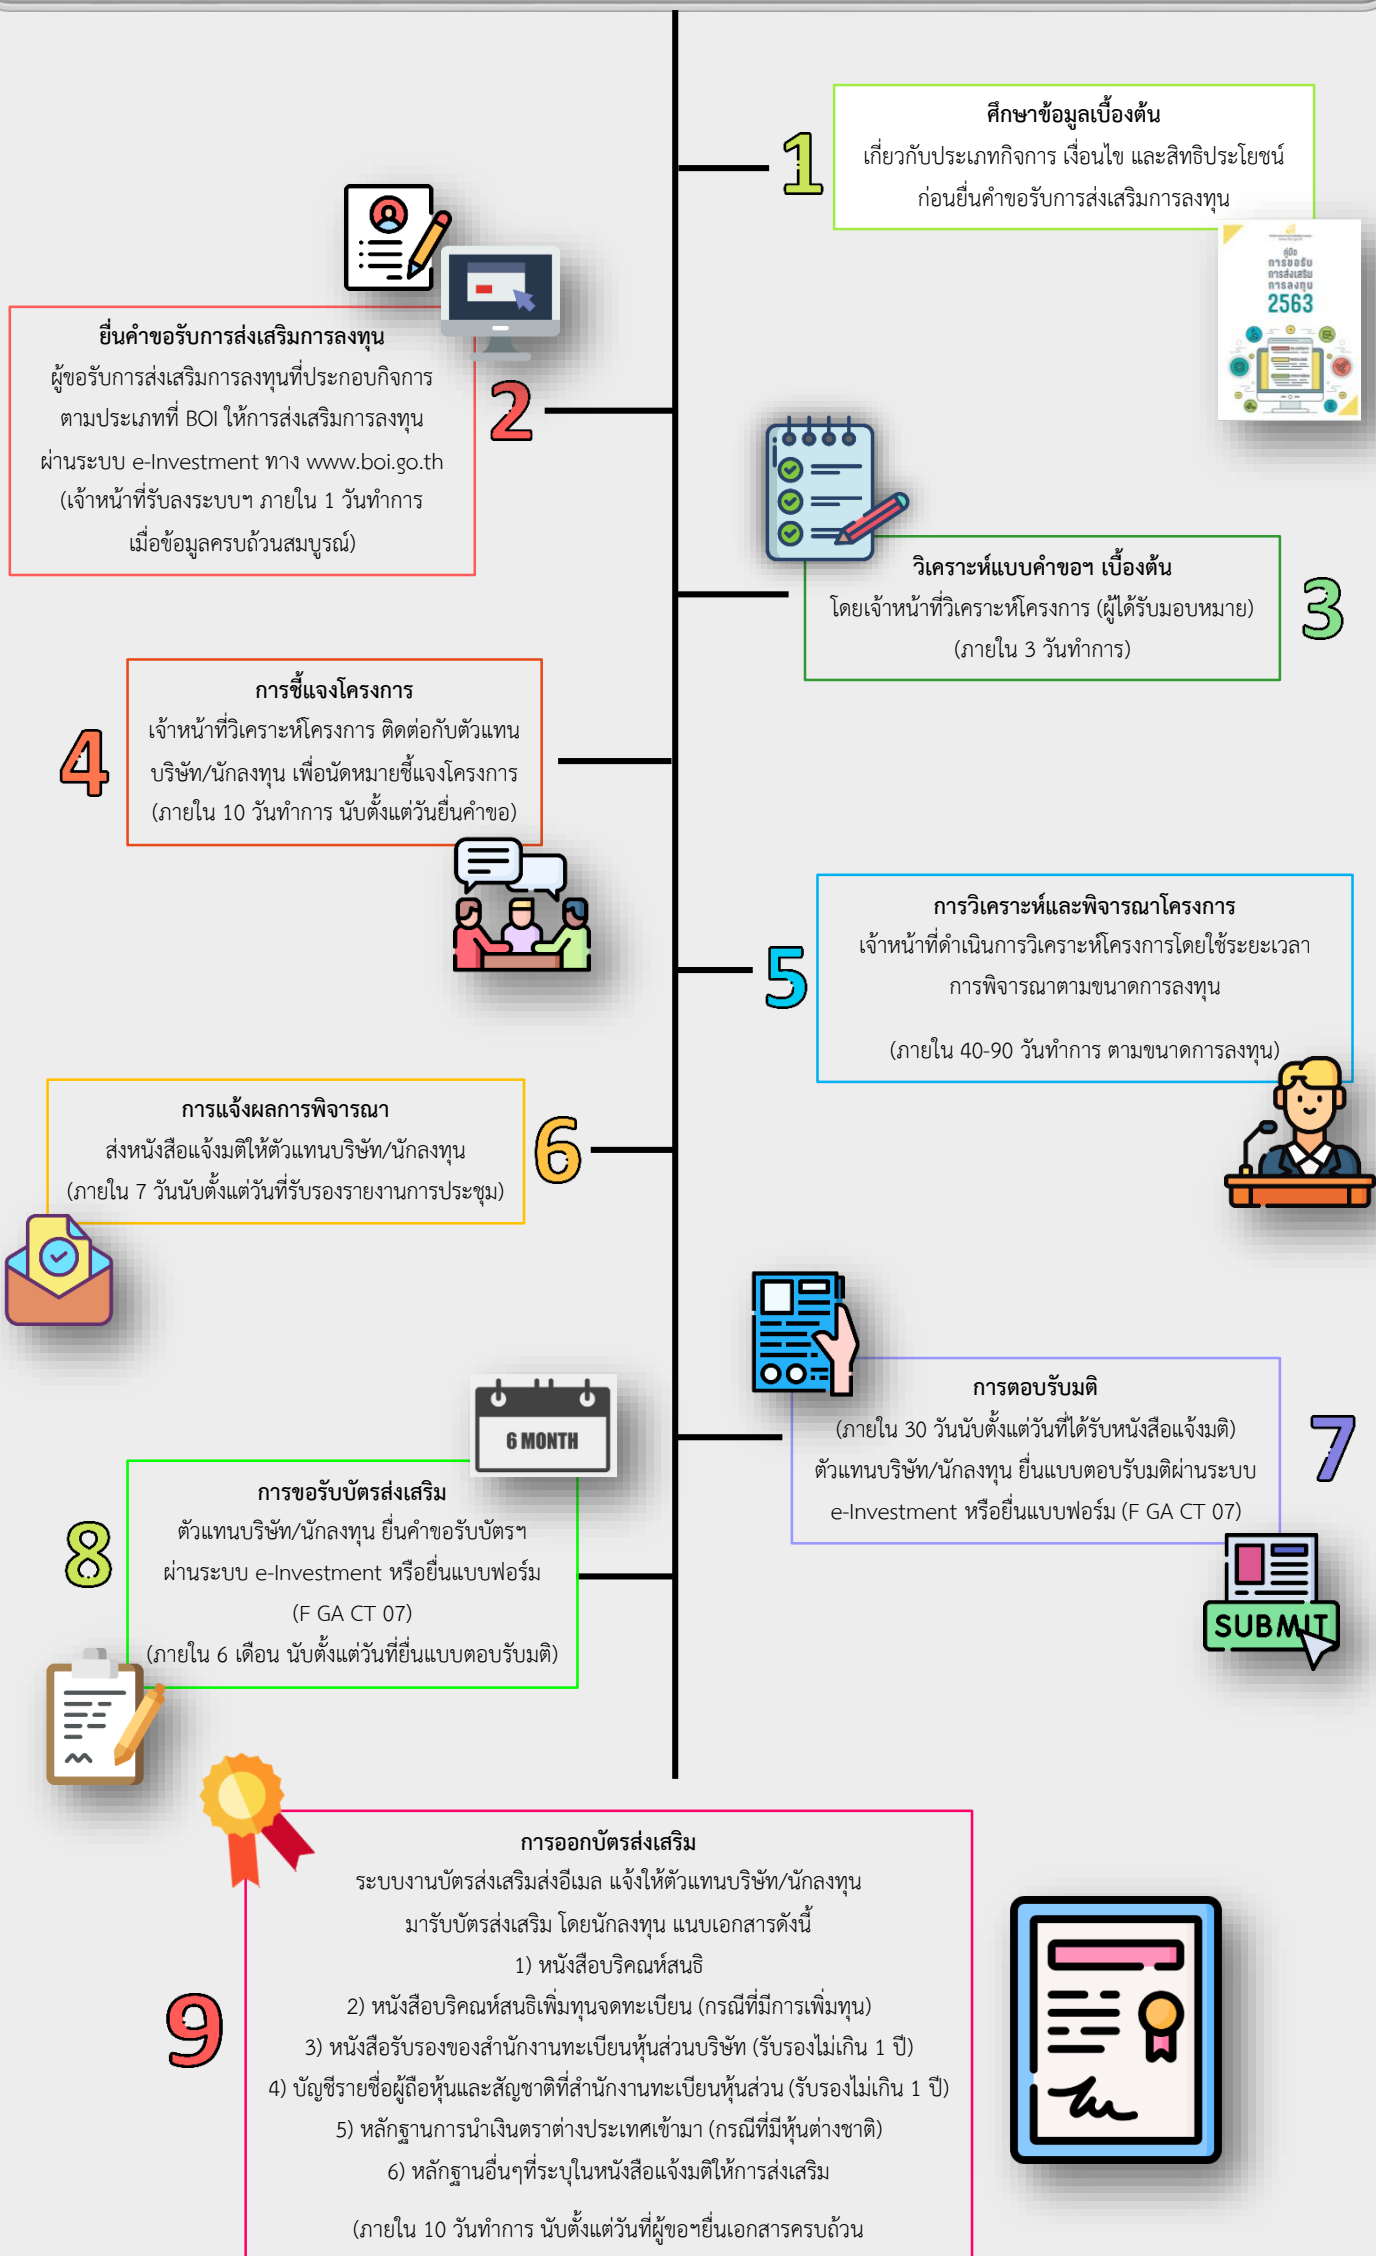 1
ศึกษาข้อมูลเบื้องต้น
เกี่ยวกับประเภทกิจการ เงื่อนไข และสิทธิประโยชน์
ก่อนยื่นคำขอรับการส่งเสริมการลงทุน
คู่มือ
การขอรับ
การส่งเสริม
การลงทุน
2563
ยื่นคำขอรับการส่งเสริมการลงทุน
ผู้ขอรับการส่งเสริมการลงทุนที่ประกอบกิจการ
ตามประเภทที่ BOI ให้การส่งเสริมการลงทุน
ผ่านระบบ e-Investment ทาง www.boi.go.th
(เจ้าหน้าที่รับลงระบบฯ ภายใน 1 วันทำการ
เมื่อข้อมูลครบถ้วนสมบูรณ์)
2
วิเคราะห์แบบคำขอฯ เบื้องต้น
โดยเจ้าหน้าที่วิเคราะห์โครงการ (ผู้ได้รับมอบหมาย)
(ภายใน 3 วันทำการ)
3
4
การชี้แจงโครงการ
เจ้าหน้าที่วิเคราะห์โครงการ ติดต่อกับตัวแทน
บริษัท/นักลงทุน เพื่อนัดหมายชี้แจงโครงการ
(ภายใน 10 วันทำการ นับตั้งแต่วันยื่นคำขอ)
5
การวิเคราะห์และพิจารณาโครงการ
เจ้าหน้าที่ดำเนินการวิเคราะห์โครงการโดยใช้ระยะเวลา
การพิจารณาตามขนาดการลงทุน
(ภายใน 40-90 วันทำการ ตามขนาดการลงทุน)
การแจ้งผลการพิจารณา
ส่งหนังสือแจ้งมติให้ตัวแทนบริษัท/นักลงทุน
(ภายใน 7 วันนับตั้งแต่วันที่รับรองรายงานการประชุม)
6
การตอบรับมติ
(ภายใน 30 วันนับตั้งแต่วันที่ได้รับหนังสือแจ้งมติ)
ตัวแทนบริษัท/นักลงทุน ยื่นแบบตอบรับมติผ่านระบบ
e-Investment หรือยื่นแบบฟอร์ม (F GA CT 07)
7
SUBMIT
6 MONTH
8
การขอรับบัตรส่งเสริม
ตัวแทนบริษัท/นักลงทุน ยื่นคำขอรับบัตรฯ
ผ่านระบบ e-Investment หรือยื่นแบบฟอร์ม
(F GA CT 07)
(ภายใน 6 เดือน นับตั้งแต่วันที่ยื่นแบบตอบรับมติ)
9
การออกบัตรส่งเสริม
ระบบงานบัตรส่งเสริมส่งอีเมล แจ้งให้ตัวแทนบริษัท/นักลงทุน
มารับบัตรส่งเสริม โดยนักลงทุน แนบเอกสารดังนี้
1) หนังสือบริคณห์สนธิ
2) หนังสือบริคณห์สนธิเพิ่มทุนจดทะเบียน (กรณีที่มีการเพิ่มทุน)
3) หนังสือรับรองของสำนักงานทะเบียนหุ้นส่วนบริษัท (รับรองไม่เกิน 1 ปี)
4) บัญชีรายชื่อผู้ถือหุ้นและสัญชาติที่สำนักงานทะเบียนหุ้นส่วน (รับรองไม่เกิน 1 ปี)
5) หลักฐานการนำเงินตราต่างประเทศเข้ามา (กรณีที่มีหุ้นต่างชาติ)
6) หลักฐานอื่นๆที่ระบุในหนังสือแจ้งมติให้การส่งเสริม
(ภายใน 10 วันทำการ นับตั้งแต่วันที่ผู้ขอฯยื่นเอกสารครบถ้วน